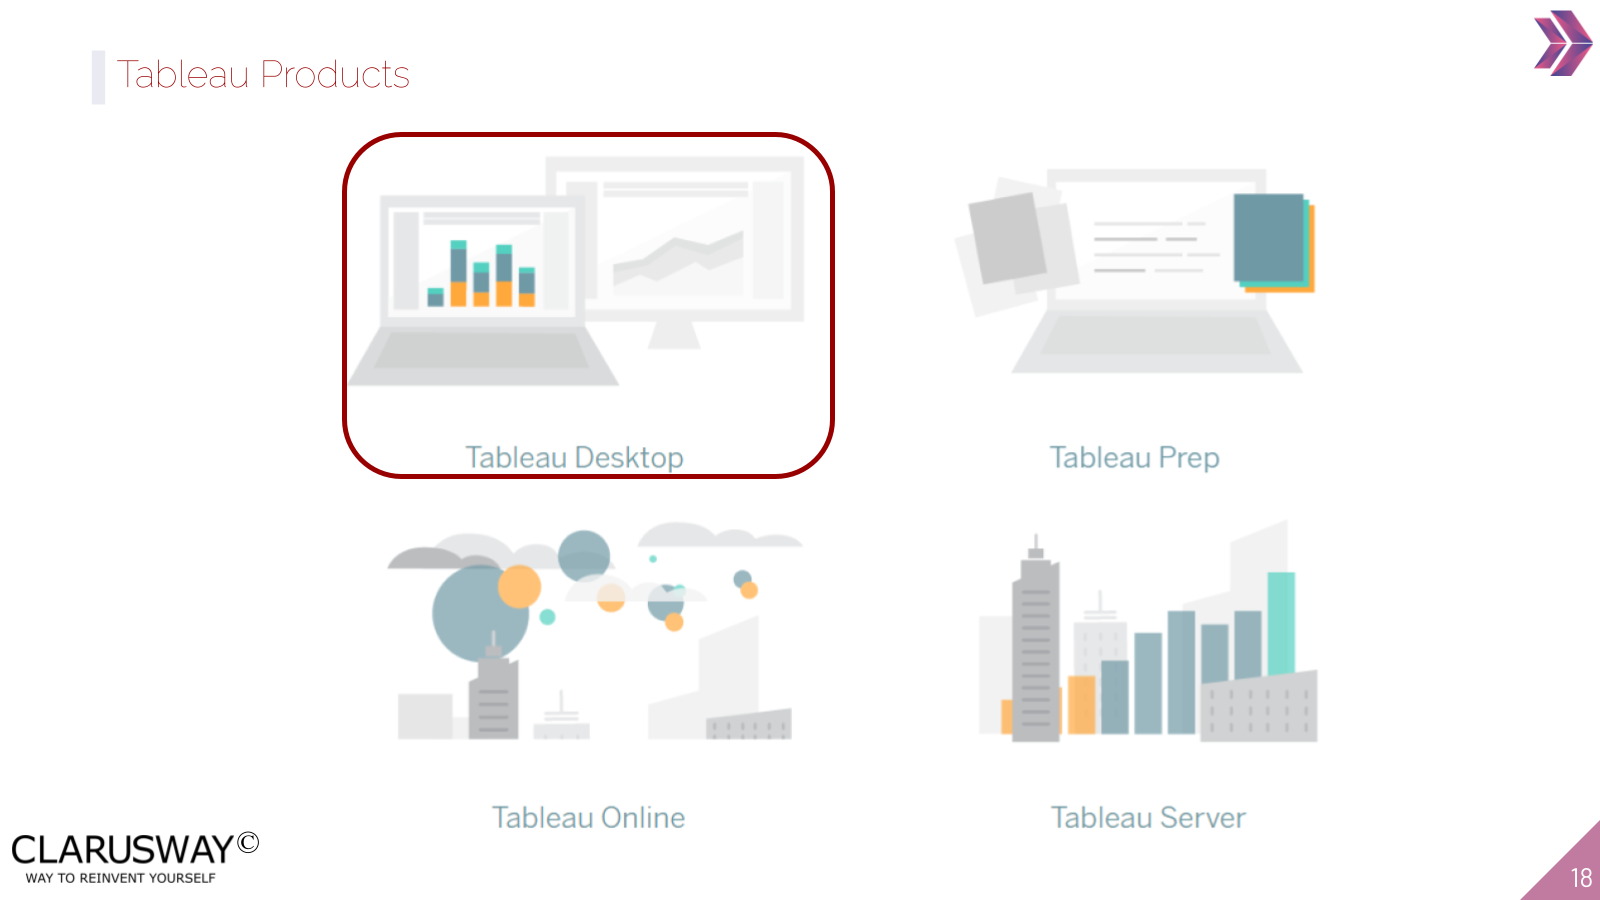 Tableau Products
Tableau Desktop
Tableau Prep
Tableau Online
Tableau Server
CLARUSWAY©
WAY TO REINVENT YOURSELF
18